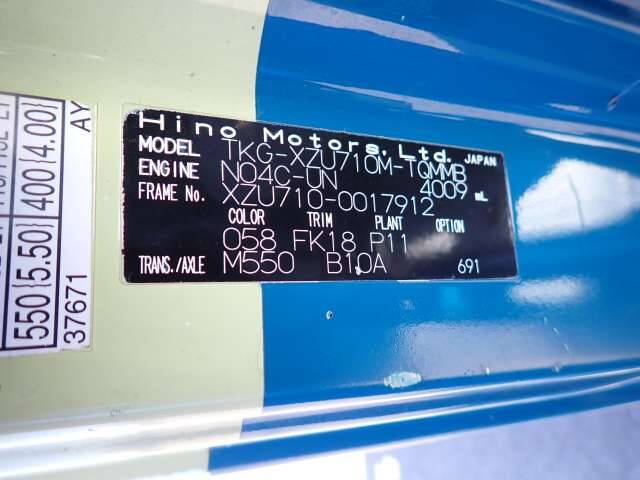 Hino Motors, Ltd. JAPAN
MODEL TKG-XZU710M-TQMMB
ENGINE N04C-UN 4009 mL
FRAME No. XZU710-0017912
COLOR TRIM PLANT OPTION
058 FK18 P11
TRANS./AXLE M550 B10A 691
550(5.50) 400(4.00)
37671 AY